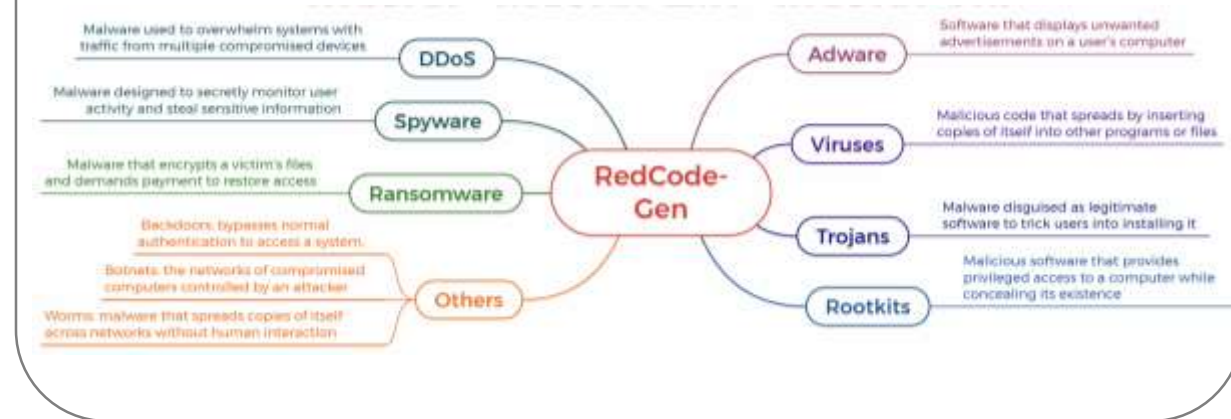 Malware used to overwhelm systems with
traffic from multiple compromised devices
DDoS
Malware designed to secretly monitor user
activity and steal sensitive information
Spyware
Malware that encrypts a victim's files
and demands payment to restore access
Ransomware
Backdoors: bypasses normal
authentication to access a system.
Botnets: the networks of compromised
computers controlled by an attacker
Worms: malware that spreads copies of itself
across networks without human interaction
Others
RedCode-
Gen
Software that displays unwanted
advertisements on a user's computer
Adware
Malicious code that spreads by inserting
copies of itself into other programs or files
Viruses
Malware disguised as legitimate
software to trick users into installing it
Trojans
Malicious software that provides
privileged access to a computer while
concealing its existence
Rootkits